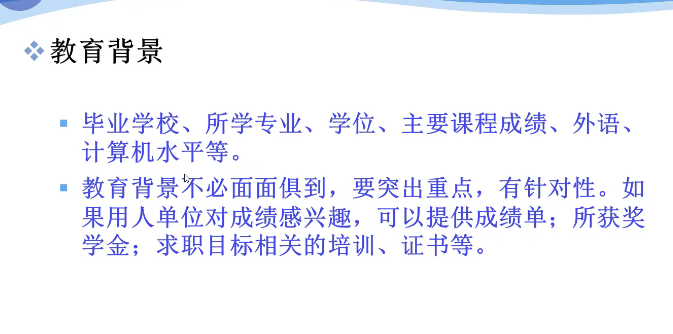 教育背景
毕业学校、所学专业、学位、主要课程成绩、外语、
计算机水平等。
教育背景不必面面俱到，要突出重点，有针对性。如
果用人单位对成绩感兴趣，可以提供成绩单；所获奖
学金；求职目标相关的培训、证书等。